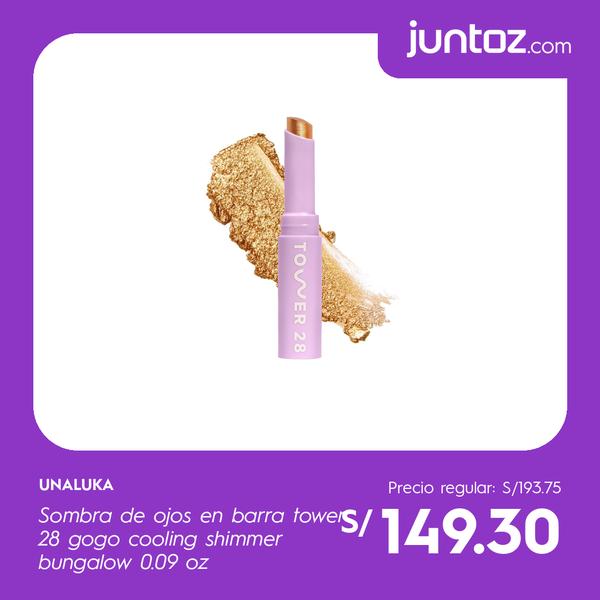 juntoz.com
TOWER 28
UNALUKA
Sombra de ojos en barra tower
28 gogo cooling shimmer
bungalow 0.09 oz
Precio regular: S/193.75
S/149.30